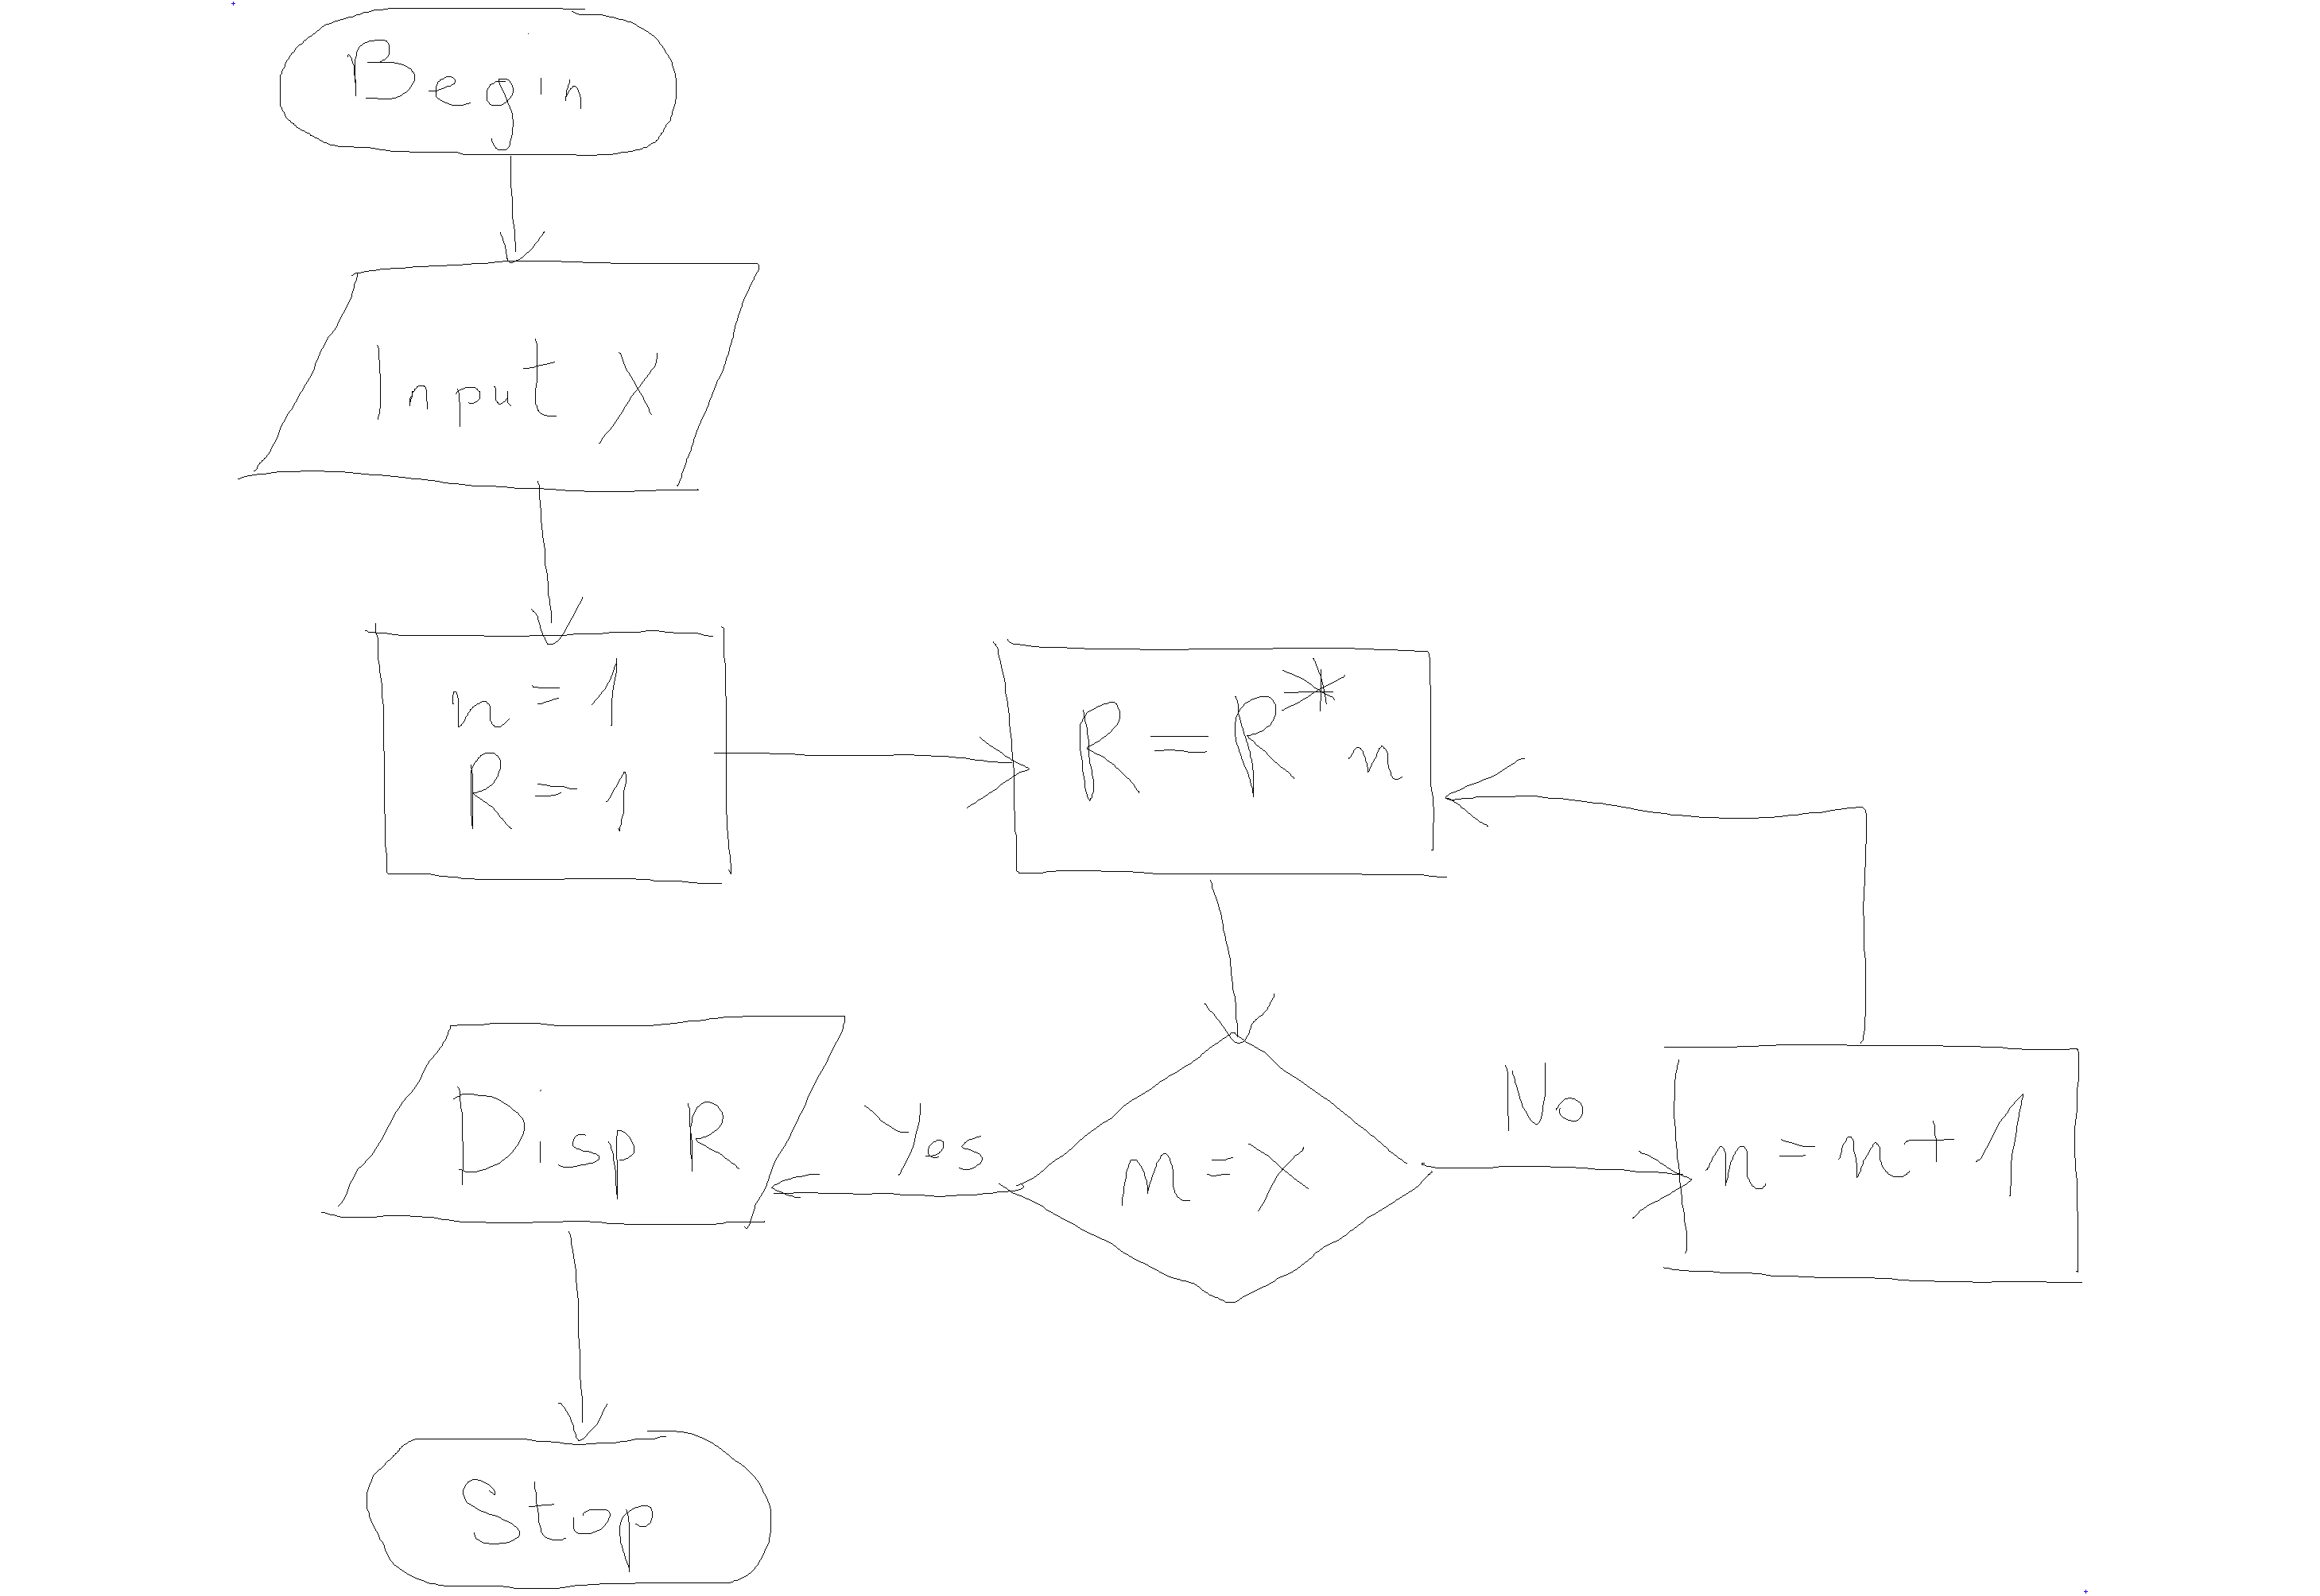 Begin
Input X
n = 1
R = 1
R = R * n
n = X
Yes
No
n = n + 1
Disp R
Stop